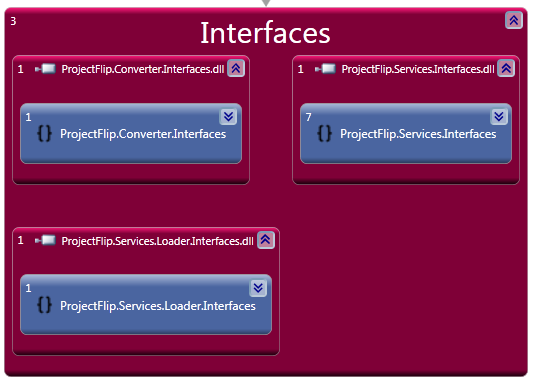 3
Interfaces
1 ProjectFlip.Converter.Interfaces.dll
1 ProjectFlip.Services.Interfaces.dll
1
{} ProjectFlip.Converter.Interfaces
7
{} ProjectFlip.Services.Interfaces
1 ProjectFlip.Services.Loader.Interfaces.dll
1
{} ProjectFlip.Services.Loader.Interfaces